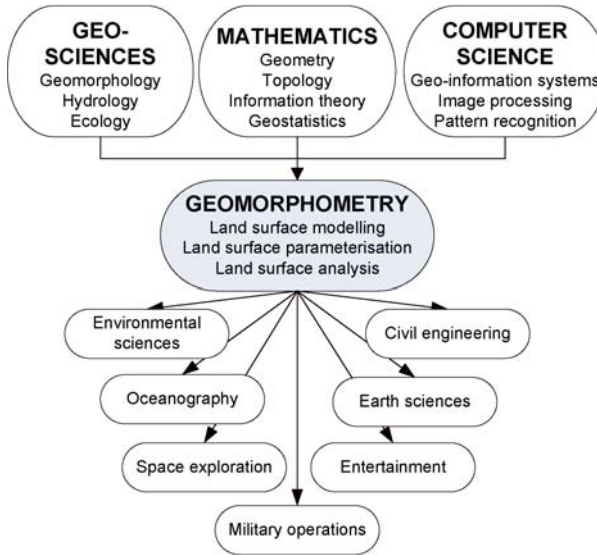 GEO-
SCIENCES
Geomorphology
Hydrology
Ecology
MATHEMATICS
Geometry
Topology
Information theory
Geostatistics
COMPUTER
SCIENCE
Geo-information systems
Image processing
Pattern recognition
GEOMORPHOMETRY
Land surface modelling
Land surface parameterisation
Land surface analysis
Environmental
sciences
Civil engineering
Oceanography
Earth sciences
Space exploration
Entertainment
Military operations